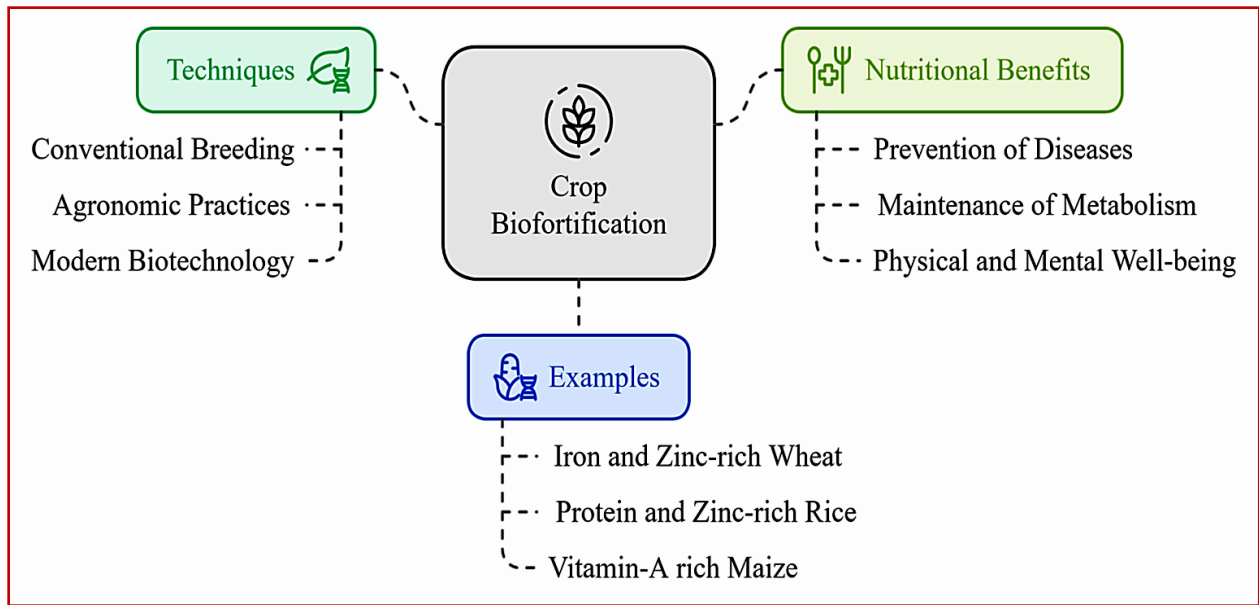 Techniques
Conventional Breeding
Agronomic Practices
Modern Biotechnology
Crop
Biofortification
Nutritional Benefits
Prevention of Diseases
Maintenance of Metabolism
Physical and Mental Well-being
Examples
Iron and Zinc-rich Wheat
Protein and Zinc-rich Rice
Vitamin-A rich Maize